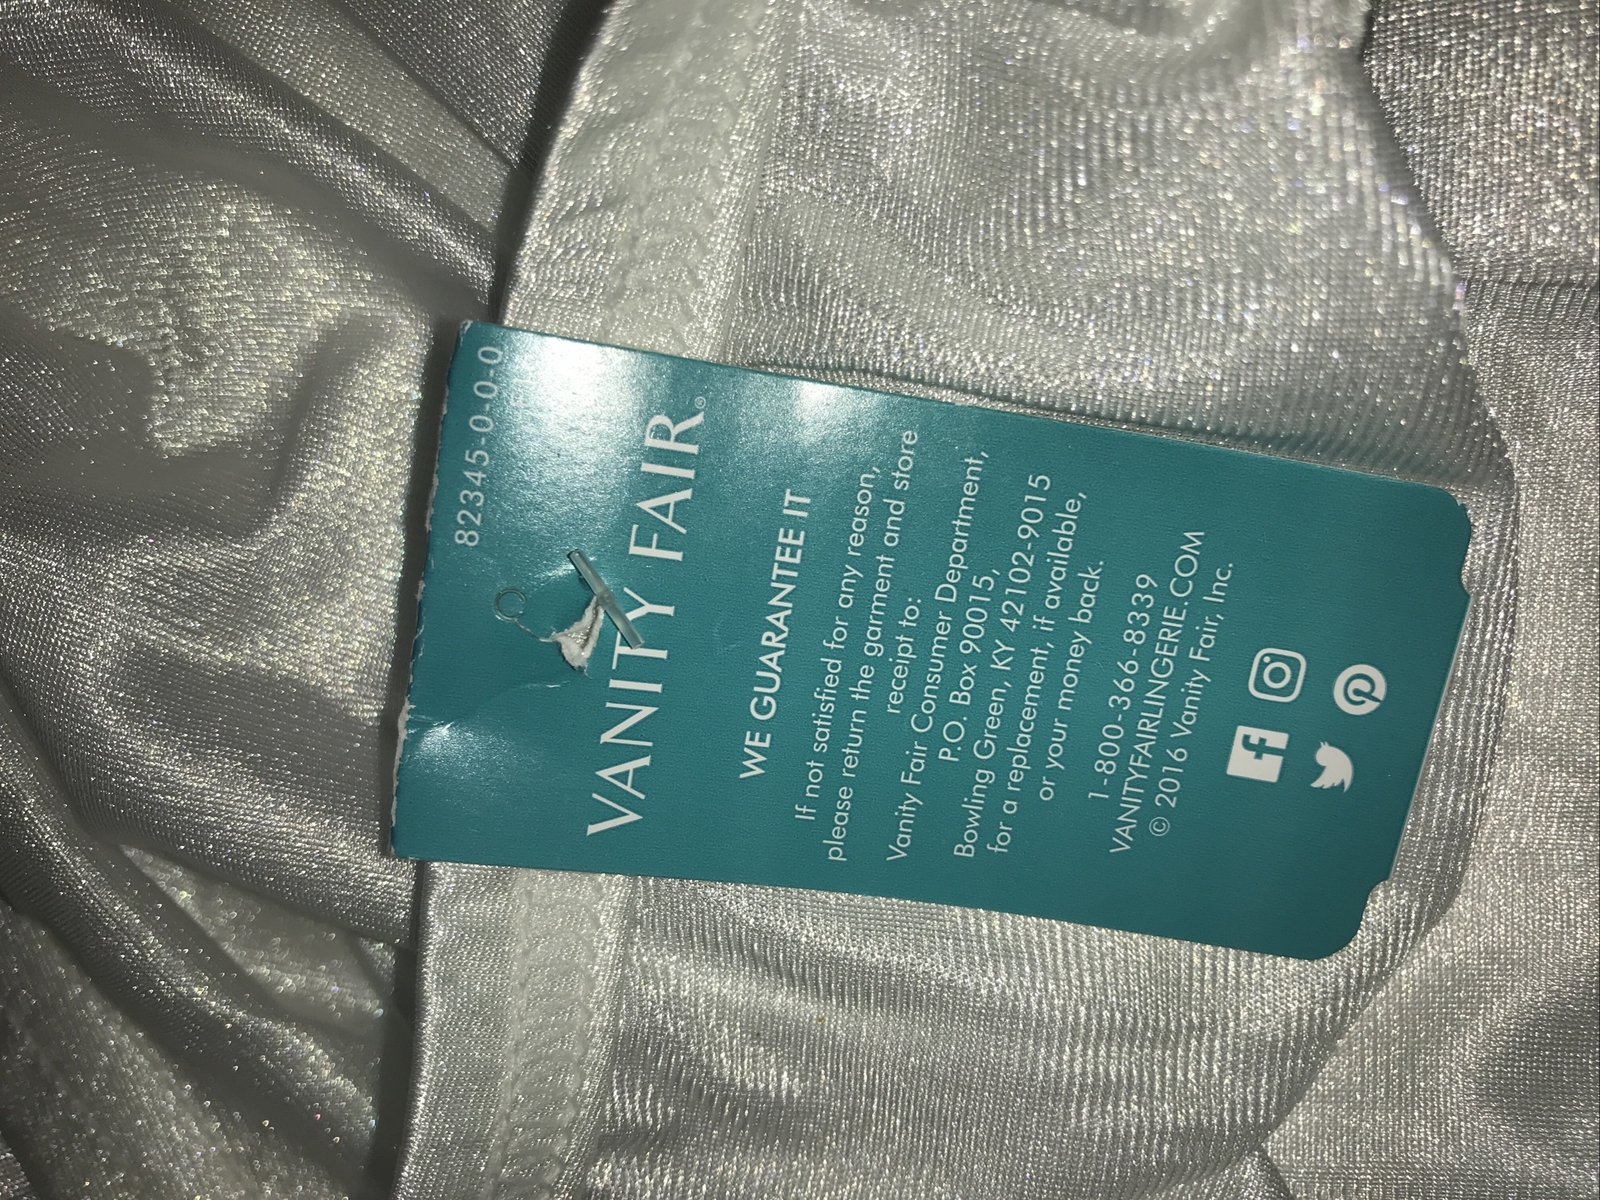 82345-0-0-0
VANITY FAIR®
WE GUARANTEE IT
If not satisfied for any reason,
please return the garment and store
receipt to:
Vanity Fair Consumer Department,
P.O. Box 90015,
Bowling Green, KY 42102-9015
for a replacement, if available,
or your money back.
1-800-366-8339
VANITYFAIRLINGERIE.COM
© 2016 Vanity Fair, Inc.